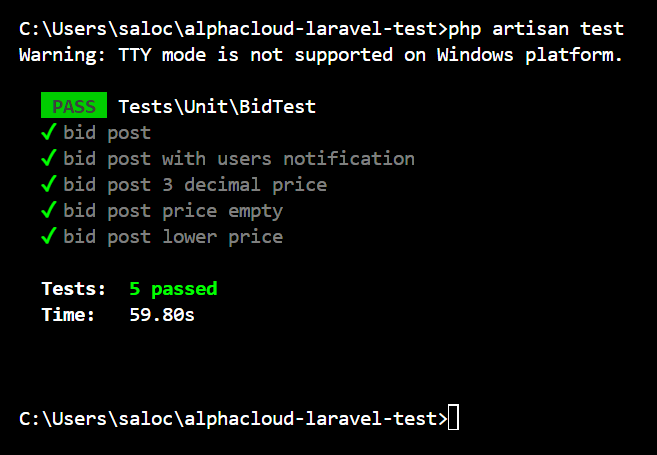 C:\Users\saloc\alphacloud-laravel-test>php artisan test
Warning: TTY mode is not supported on Windows platform.
PASS Tests\Unit\BidTest
✓ bid post
✓ bid post with users notification
✓ bid post 3 decimal price
✓ bid post price empty
✓ bid post lower price
Tests: 5 passed
Time: 59.80s
C:\Users\saloc\alphacloud-laravel-test>